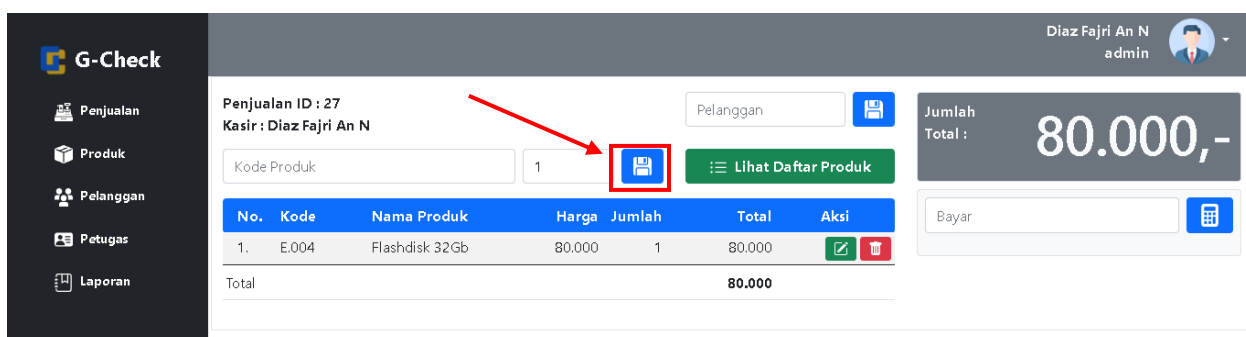 G-Check
Penjualan
Produk
Pelanggan
Petugas
Laporan
Diaz Fajri An N
admin
Penjualan ID : 27
Kasir : Diaz Fajri An N
Pelanggan
Kode Produk
1
Lihat Daftar Produk
No. Kode Nama Produk Harga Jumlah Total Aksi
1. E.004 Flashdisk 32Gb 80.000 1 80.000
Total 80.000
Jumlah
Total :
80.000,-
Bayar